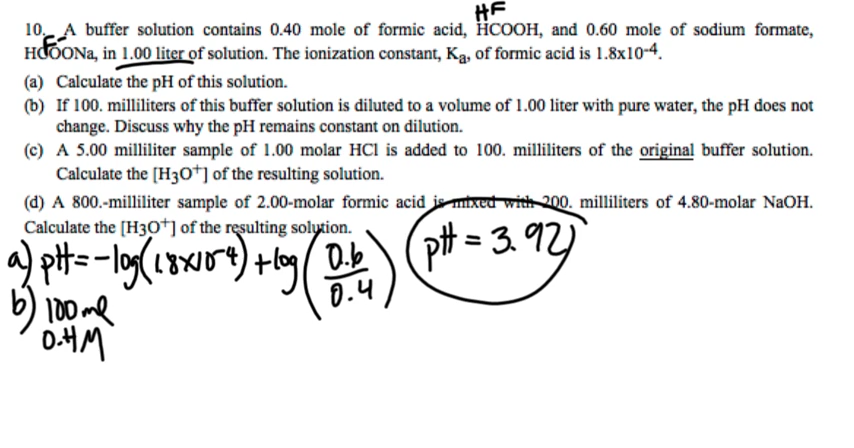 HF
10. A buffer solution contains 0.40 mole of formic acid, HCOOH, and 0.60 mole of sodium formate,
F-
HCOONa, in 1.00 liter of solution. The ionization constant, Ka, of formic acid is 1.8x10-4.
(a) Calculate the pH of this solution.
(b) If 100. milliliters of this buffer solution is diluted to a volume of 1.00 liter with pure water, the pH does not
change. Discuss why the pH remains constant on dilution.
(c) A 5.00 milliliter sample of 1.00 molar HCl is added to 100. milliliters of the original buffer solution.
Calculate the [H3O+] of the resulting solution.
(d) A 800.-milliliter sample of 2.00-molar formic acid is mixed with 200. milliliters of 4.80-molar NaOH.
Calculate the [H3O+] of the resulting solution.
a) pH = -log(1.8x10-4) + log(0.6/0.4) pH = 3.92
b) 100 ml
0.4M